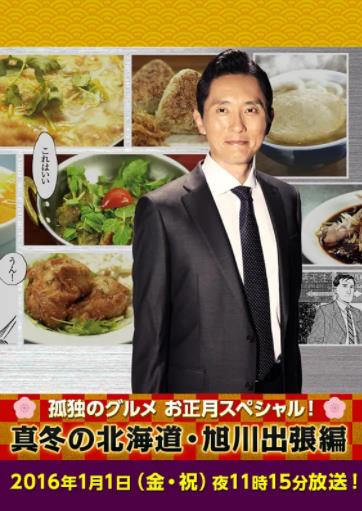 これはいい
うん!
孤独のグルメ お正月スペシャル!
真冬の北海道・旭川出張編
2016年1月1日(金・祝)夜11時15分放送!